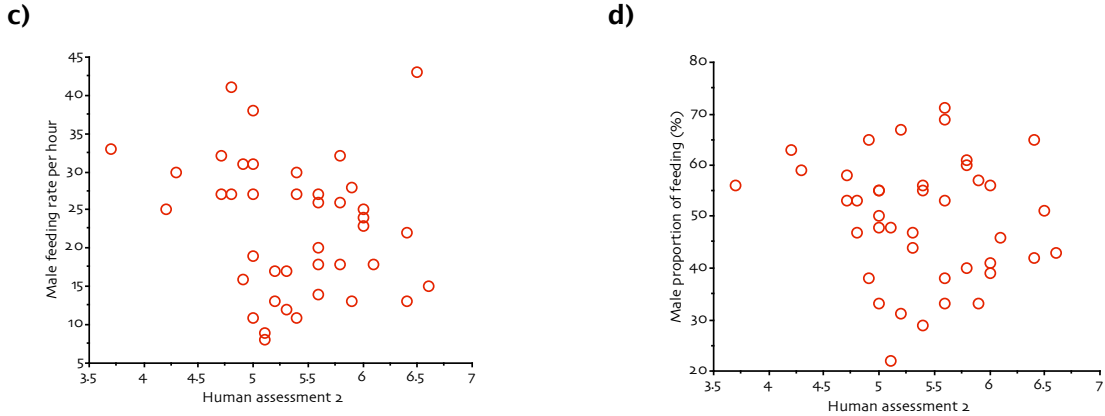 c)
d)
Male feeding rate per hour
45
40
35
30
25
20
15
10
5
3.5 4 4.5 5 5.5 6 6.5 7
Human assessment 2
Male proportion of feeding (%)
80
70
60
50
40
30
20
3.5 4 4.5 5 5.5 6 6.5 7
Human assessment 2